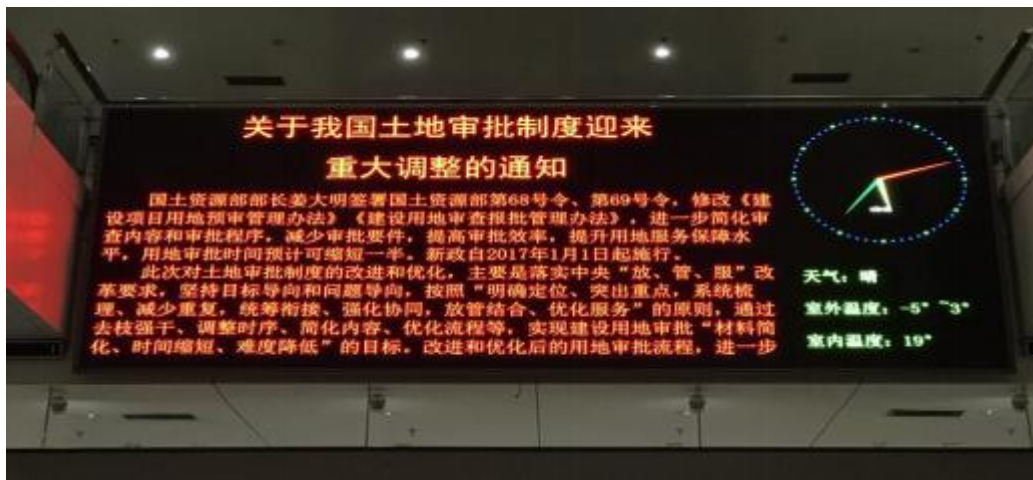 关于我国土地审批制度迎来
重大调整的通知
国土资源部部长姜大明签署国土资源部第68号令、第69号令，修改《建
设项目用地预审管理办法》《建设用地审查报批管理办法》，进一步简化审
查内容和审批程序，减少审批要件，提高审批效率，提升用地服务保障水
平，用地审批时间预计可缩短一半。新政自2017年1月1日起施行。
此次对土地审批制度的改进和优化，主要是落实中央“放、管、服”改
革要求，坚持目标导向和问题导向，按照“明确定位、突出重点，系统梳
理、减少重复，统筹衔接、强化协同，放管结合、优化服务”的原则，通过
去枝强干、调整时序、简化内容、优化流程等，实现建设用地审批“材料简
化、时间缩短、难度降低”的目标。改进和优化后的用地审批流程，进一步
天气：晴
室外温度：-5° ~3°
室内温度：19°